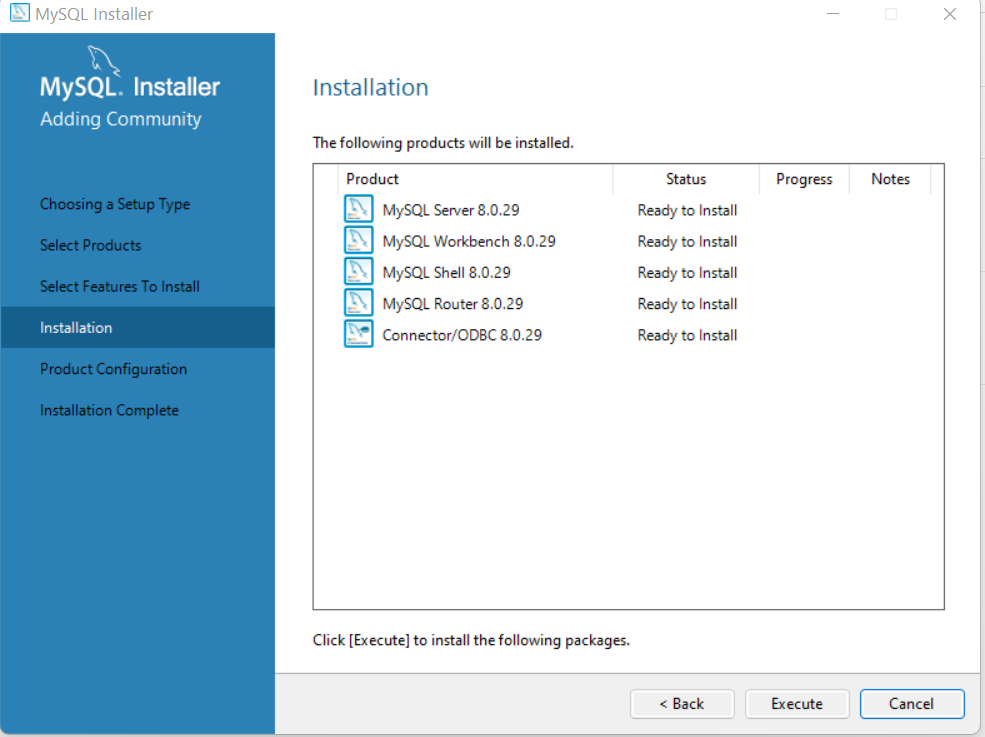 MySQL Installer
MySQL. Installer
Adding Community
Choosing a Setup Type
Select Products
Select Features To Install
Installation
Product Configuration
Installation Complete
Installation
The following products will be installed.
Product Status Progress Notes
MySQL Server 8.0.29 Ready to Install
MySQL Workbench 8.0.29 Ready to Install
MySQL Shell 8.0.29 Ready to Install
MySQL Router 8.0.29 Ready to Install
Connector/ODBC 8.0.29 Ready to Install
Click [Execute] to install the following packages.
< Back Execute Cancel